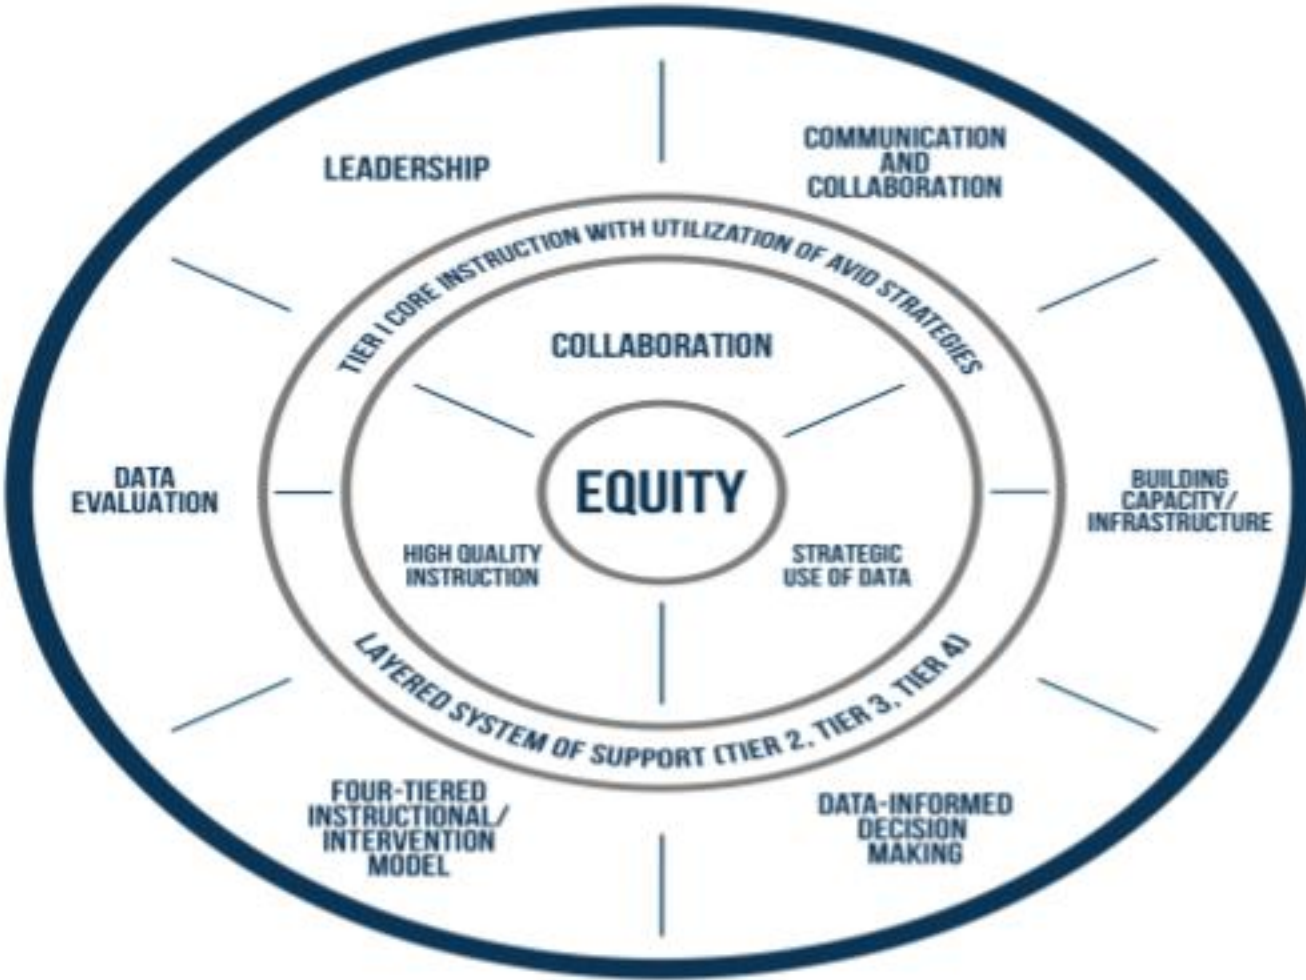 LEADERSHIP
COMMUNICATION
AND
COLLABORATION
TIER I CORE INSTRUCTION WITH UTILIZATION OF AVID STRATEGIES
COLLABORATION
EQUITY
DATA
EVALUATION
BUILDING
CAPACITY/
INFRASTRUCTURE
HIGH QUALITY
INSTRUCTION
STRATEGIC
USE OF DATA
LAYERED SYSTEM OF SUPPORT (TIER 2, TIER 3, TIER 4)
FOUR-TIERED
INSTRUCTIONAL/
INTERVENTION
MODEL
DATA-INFORMED
DECISION
MAKING